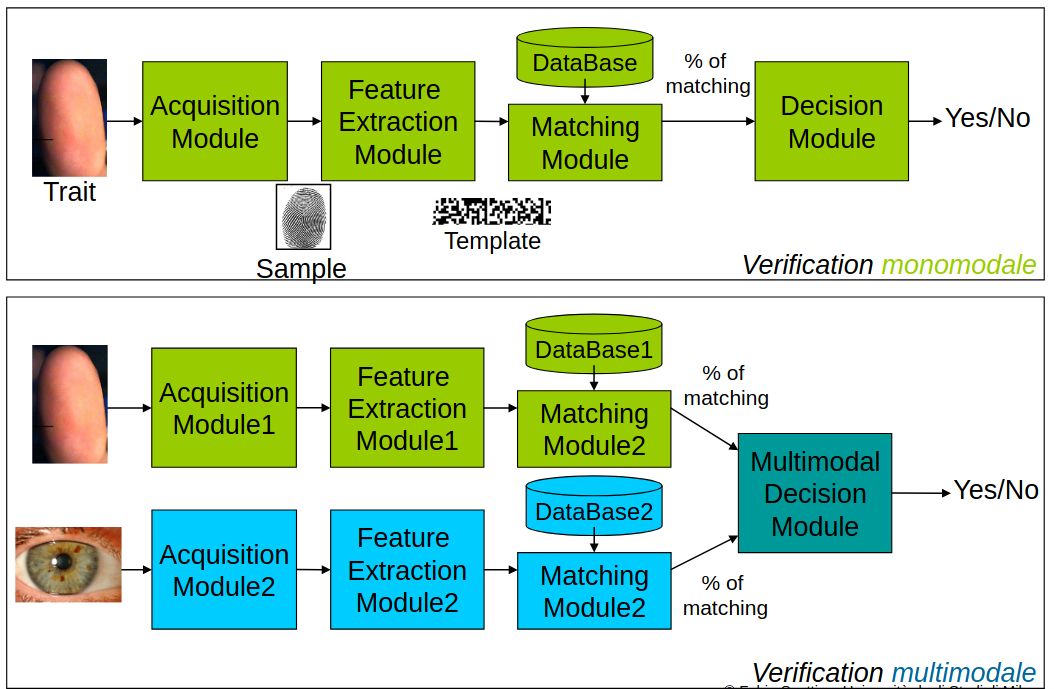 Trait
Acquisition
Module
Sample
Feature
Extraction
Module
Template
DataBase
Matching
Module
% of
matching
Decision
Module
Yes/No
Verification monomodale
Acquisition
Module1
Feature
Extraction
Module1
DataBase1
Matching
Module2
% of
matching
Acquisition
Module2
Feature
Extraction
Module2
DataBase2
Matching
Module2
% of
matching
Multimodal
Decision
Module
Yes/No
Verification multimodale